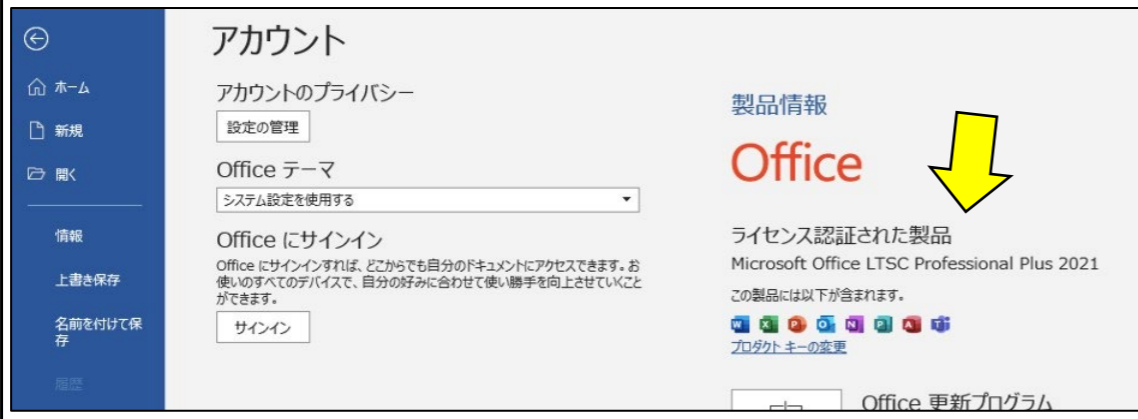 アカウント
ホーム
新規
開く
情報
上書き保存
名前を付けて保
存
履歴
アカウントのプライバシー
設定の管理
Office テーマ
システム設定を使用する
Office にサインイン
Office にサインインすれば、どこからでも自分のドキュメントにアクセスできます。お
使いのすべてのデバイスで、自分の好みに合わせて使い勝手を向上させていくこと
ができます。
サインイン
製品情報
Office
ライセンス認証された製品
Microsoft Office LTSC Professional Plus 2021
この製品には以下が含まれます。
プロダクト キーの変更
Office 更新プログラム